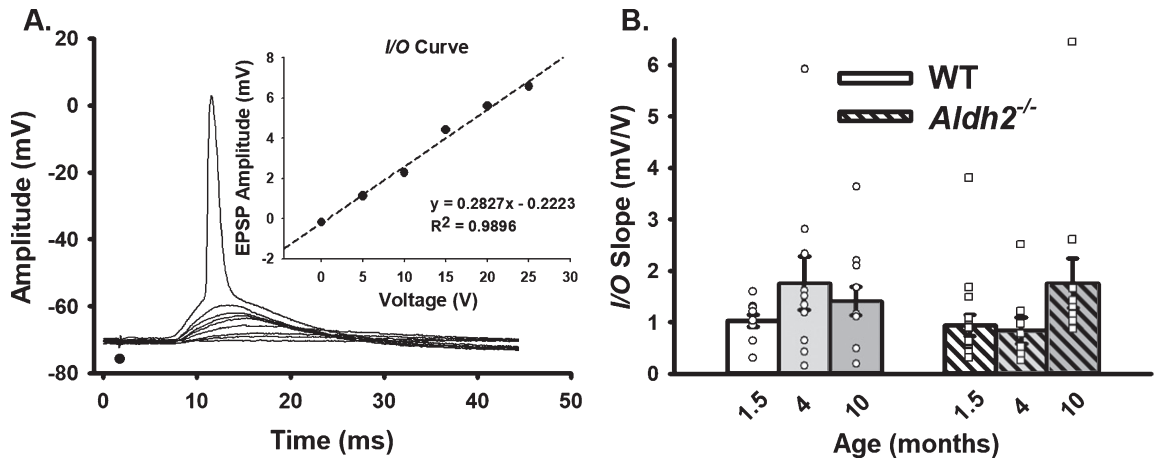 A.
20
0
-20
-40
-60
-80
Amplitude (mV)
0 10 20 30 40 50
Time (ms)
I/O Curve
8
6
4
2
0
-2
EPSP Amplitude (mV)
y = 0.2827x - 0.2223
R2 = 0.9896
0 5 10 15 20 25 30
Voltage (V)
B.
6
5
4
3
2
1
0
I/O Slope (mV/V)
WT
Aldh2-/-
1.5 4 10 1.5 4 10
Age (months)